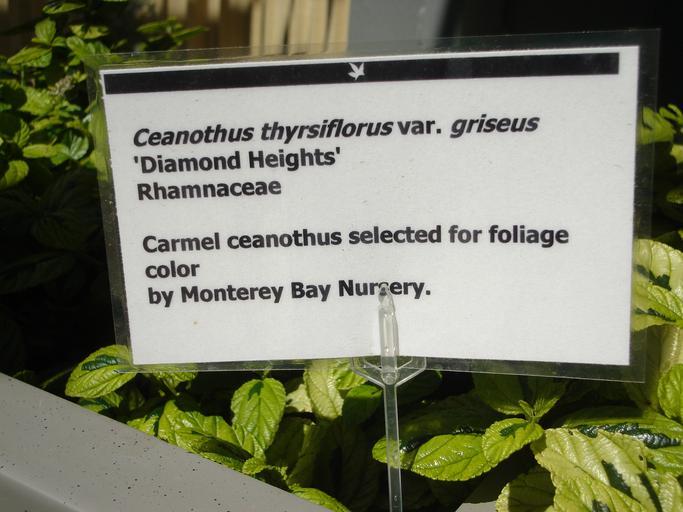 Ceanothus thyrsiflorus var. griseus
'Diamond Heights'
Rhamnaceae
Carmel ceanothus selected for foliage
color
by Monterey Bay Nursery.